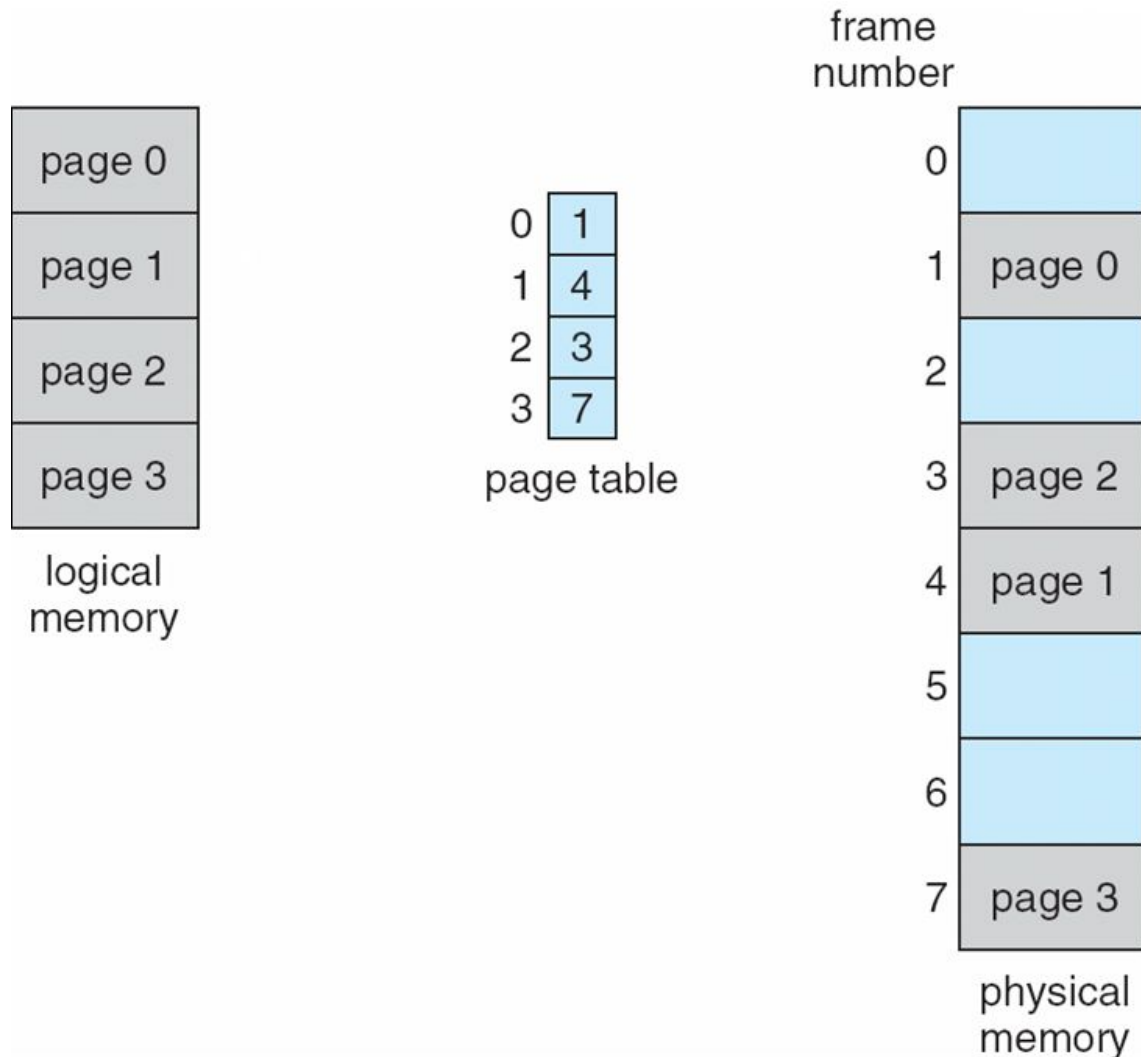 page 0
page 1
page 2
page 3
logical
memory
0 1
1 4
2 3
3 7
page table
frame
number
0
1 page 0
2
3 page 2
4 page 1
5
6
7 page 3
physical
memory